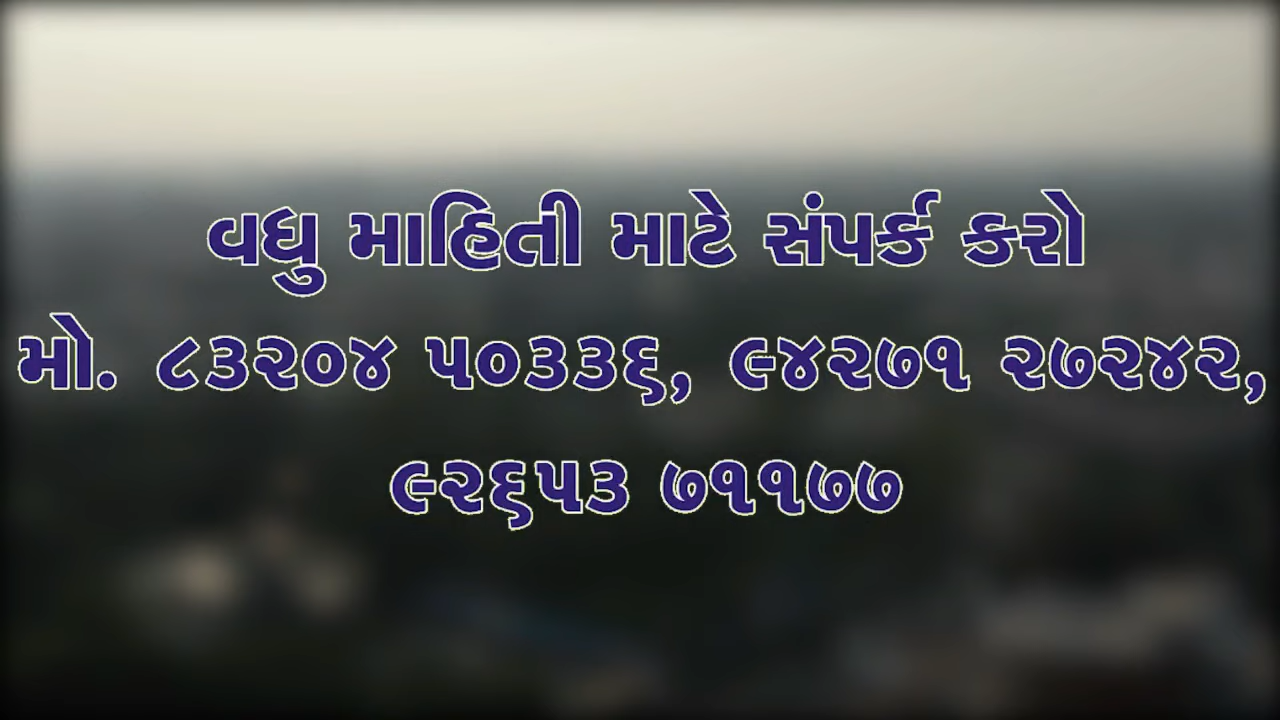 વધુ માહિતી માટે સંપર્ક કરો
મો. ૮૩૨૦૪ ૫૦૩૩૬, ૯૪૨૭૧ ૨૭૨૪૨,
૯૨૬૫૩ ૭૧૧૭૭